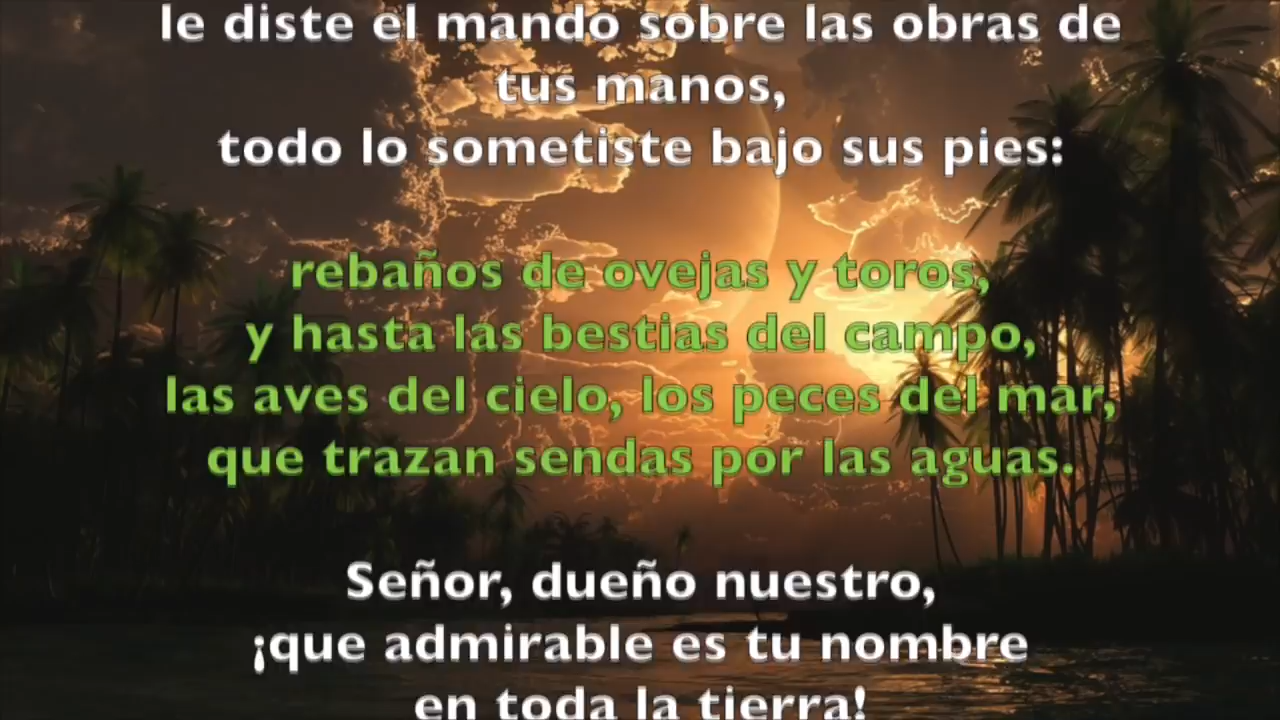 le diste el mando sobre las obras de
tus manos,
todo lo sometiste bajo sus pies:
rebaños de ovejas y toros,
y hasta las bestias del campo,
las aves del cielo, los peces del mar,
que trazan sendas por las aguas.
Señor, dueño nuestro,
¡que admirable es tu nombre
en toda la tierra!